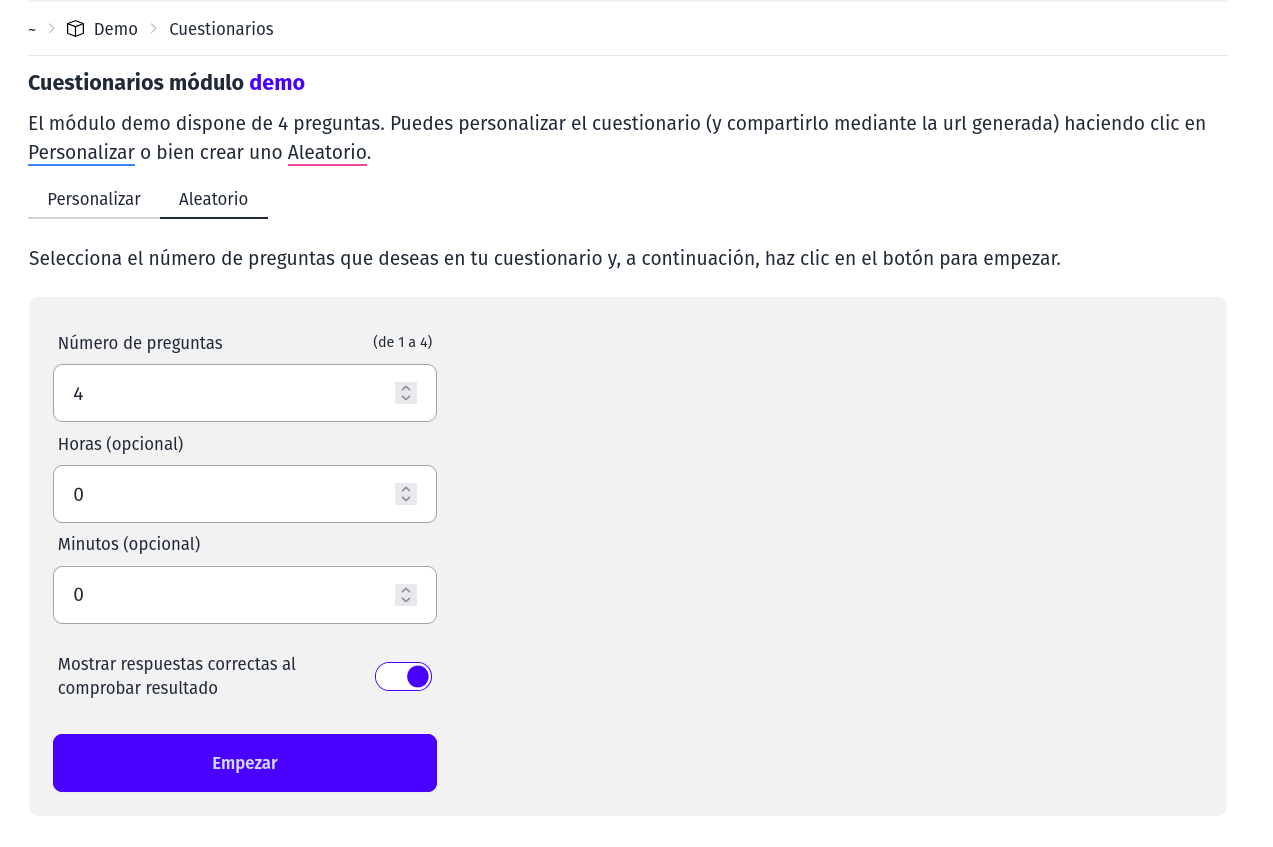 ~ > Demo > Cuestionarios
Cuestionarios módulo demo
El módulo demo dispone de 4 preguntas. Puedes personalizar el cuestionario (y compartirlo mediante la url generada) haciendo clic en
Personalizar o bien crear uno Aleatorio.
Personalizar Aleatorio
Selecciona el número de preguntas que deseas en tu cuestionario y, a continuación, haz clic en el botón para empezar.
Número de preguntas (de 1 a 4)
4
Horas (opcional)
0
Minutos (opcional)
0
Mostrar respuestas correctas al
comprobar resultado
Empezar